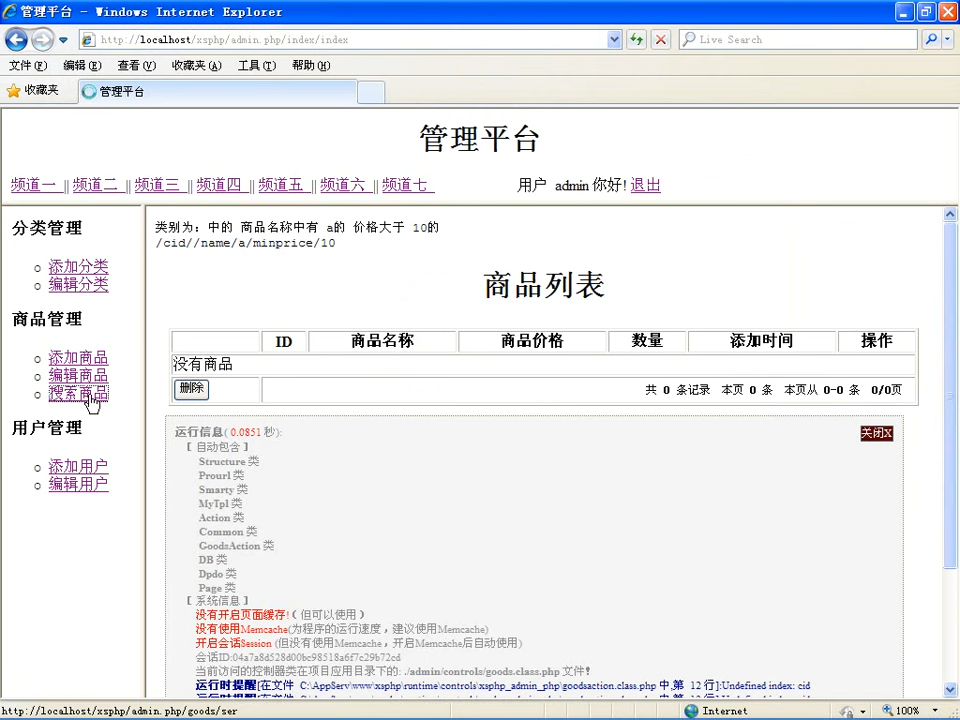 管理平台 - Windows Internet Explorer
http://localhost/xsphp/admin.php/index/index
Live Search
文件(F) 编辑(E) 查看(V) 收藏夹(A) 工具(T) 帮助(H)
收藏夹 管理平台
管理平台
频道一 || 频道二 || 频道三 || 频道四 || 频道五 || 频道六 || 频道七 用户 admin 你好! 退出
分类管理
添加分类
编辑分类
商品管理
添加商品
编辑商品
搜索商品
用户管理
添加用户
编辑用户
类别为: 中的 商品名称中有 a的 价格大于 10的
/cid//name/a/minprice/10
商品列表
ID 商品名称 商品价格 数量 添加时间 操作
没有商品
删除 共 0 条记录 本页 0 条 本页从 0-0 条 0/0页
运行信息( 0.0851 秒): 关闭X
[ 自动包含 ]
Structure 类
Prourl 类
Smarty 类
MyTpl 类
Action 类
Common 类
GoodsAction 类
DB 类
Dpdo 类
Page 类
[ 系统信息 ]
没有开启页面缓存!( 但可以使用 )
没有使用Memcache(为程序的运行速度，建议使用Memcache)
开启会话Session (但没有使用Memcache，开启Memcache后自动使用)
会话ID:04a7a8d528d00bc98518a6f7c29b72cd
当前访问的控制器类在项目应用目录下的: ./admin/controls/goods.class.php 文件!
运行时提醒[在文件 C:\AppServ\www\xsphp\runtime\controls\xsphp_admin_php\goodsaction.class.php 中,第 12 行]:Undefined index: cid
http://localhost/xsphp/admin.php/goods/ser
Internet
100%